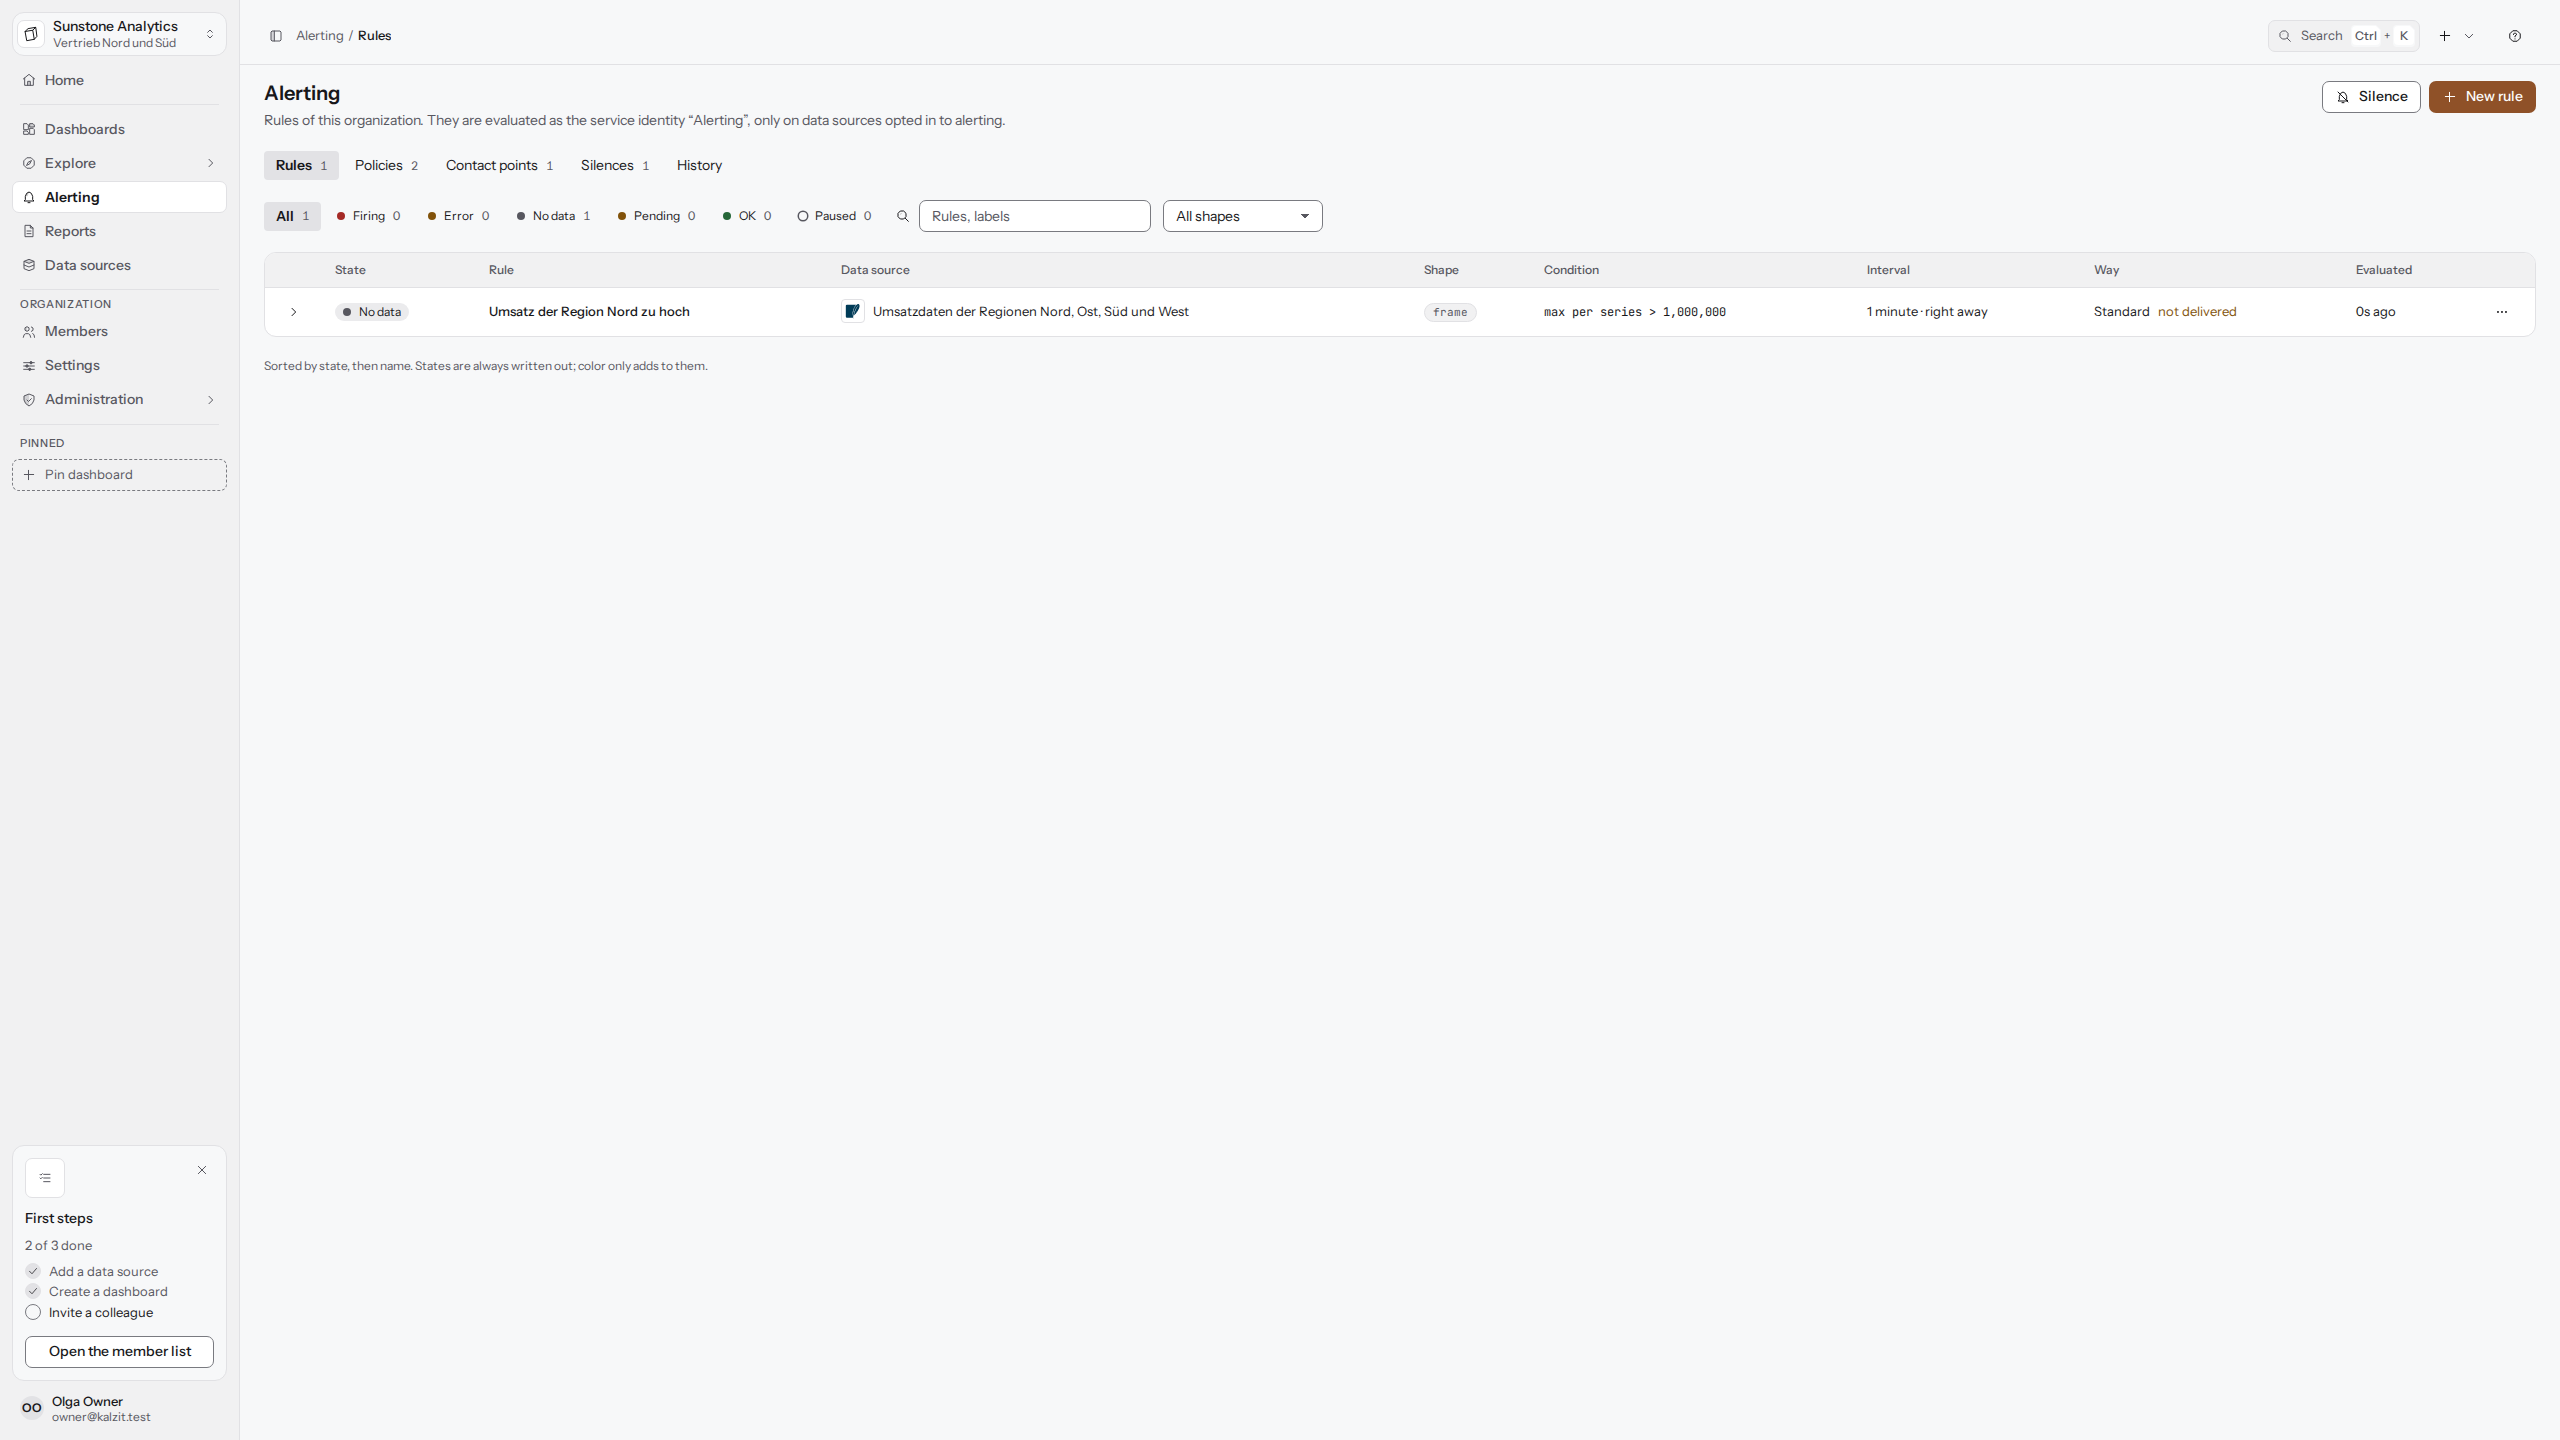 Sunstone Analytics
Vertrieb Nord und Süd
Home
Dashboards
Explore
Alerting
Reports
Data sources
ORGANIZATION
Members
Settings
Administration
PINNED
Pin dashboard
First steps
2 of 3 done
Add a data source
Create a dashboard
Invite a colleague
Open the member list
OO Olga Owner
owner@kalzit.test
Alerting / Rules
Search Ctrl + K
Alerting
Rules of this organization. They are evaluated as the service identity “Alerting”, only on data sources opted in to alerting.
Silence
New rule
Rules 1 Policies 2 Contact points 1 Silences 1 History
All 1 Firing 0 Error 0 No data 1 Pending 0 OK 0 Paused 0 Rules, labels All shapes
State Rule Data source Shape Condition Interval Way Evaluated
No data Umsatz der Region Nord zu hoch Umsatzdaten der Regionen Nord, Ost, Süd und West frame max per series > 1,000,000 1 minute · right away Standard not delivered 0s ago
Sorted by state, then name. States are always written out; color only adds to them.